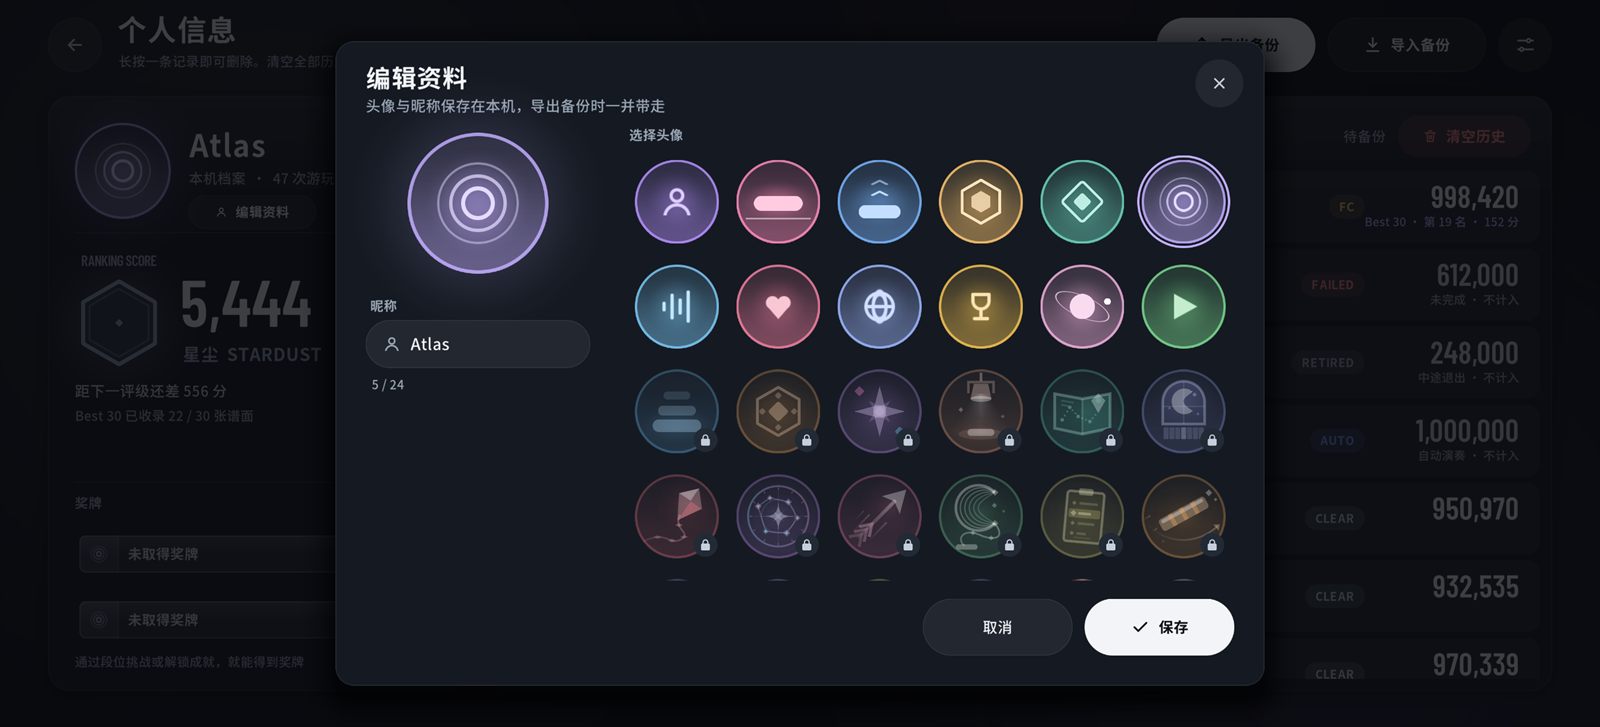 个人信息
长按一条记录即可删除。清空全部历
导入备份
编辑资料
头像与昵称保存在本机，导出备份时一并带走
选择头像
昵称
Atlas
5 / 24
取消
保存
Atlas
本机档案 · 47 次游玩
编辑资料
RANKING SCORE
5,444
星尘 STARDUST
距下一评级还差 556 分
Best 30 已收录 22 / 30 张谱面
奖牌
未取得奖牌
未取得奖牌
通过段位挑战或解锁成就，就能得到奖牌
待备份
清空历史
FC
998,420
Best 30 · 第 19 名 · 152 分
FAILED
612,000
未完成 · 不计入
RETIRED
248,000
中途退出 · 不计入
AUTO
1,000,000
自动演奏 · 不计入
CLEAR
950,970
CLEAR
932,535
CLEAR
970,339